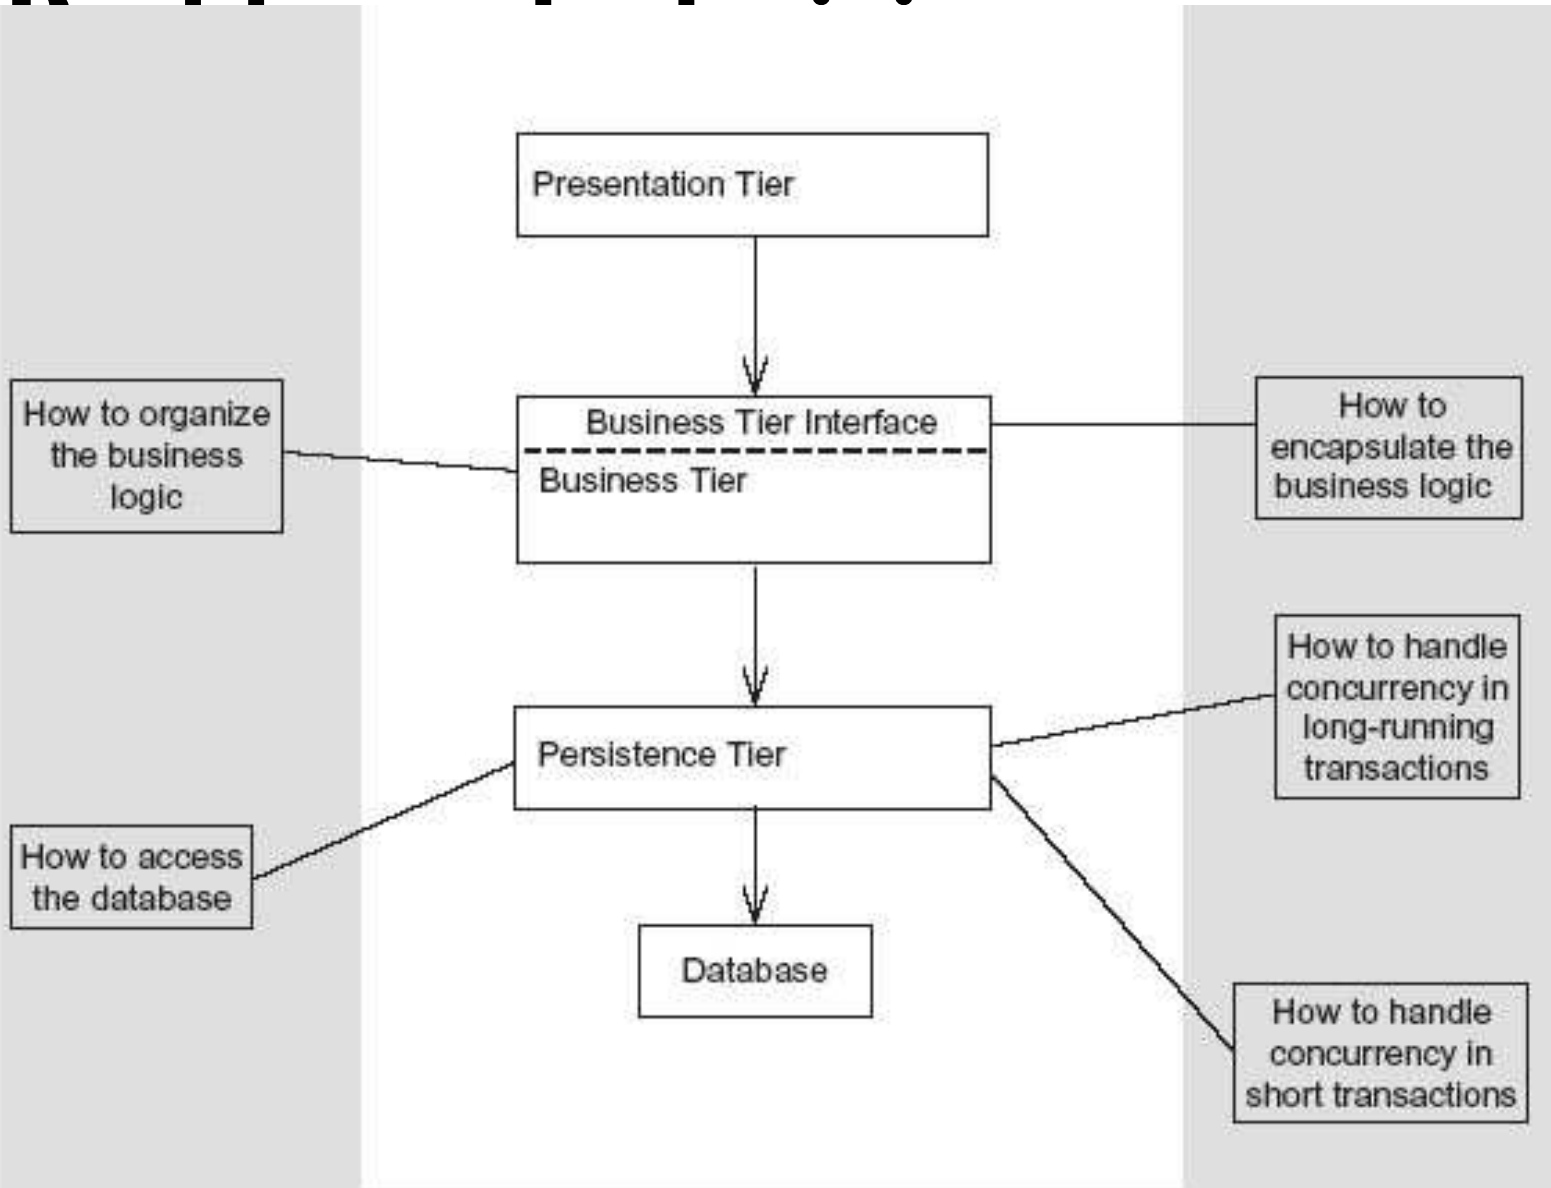 Presentation Tier
How to organize
the business
logic
Business Tier Interface
Business Tier
How to
encapsulate the
business logic
How to handle
concurrency in
long-running
transactions
Persistence Tier
How to access
the database
Database
How to handle
concurrency in
short transactions